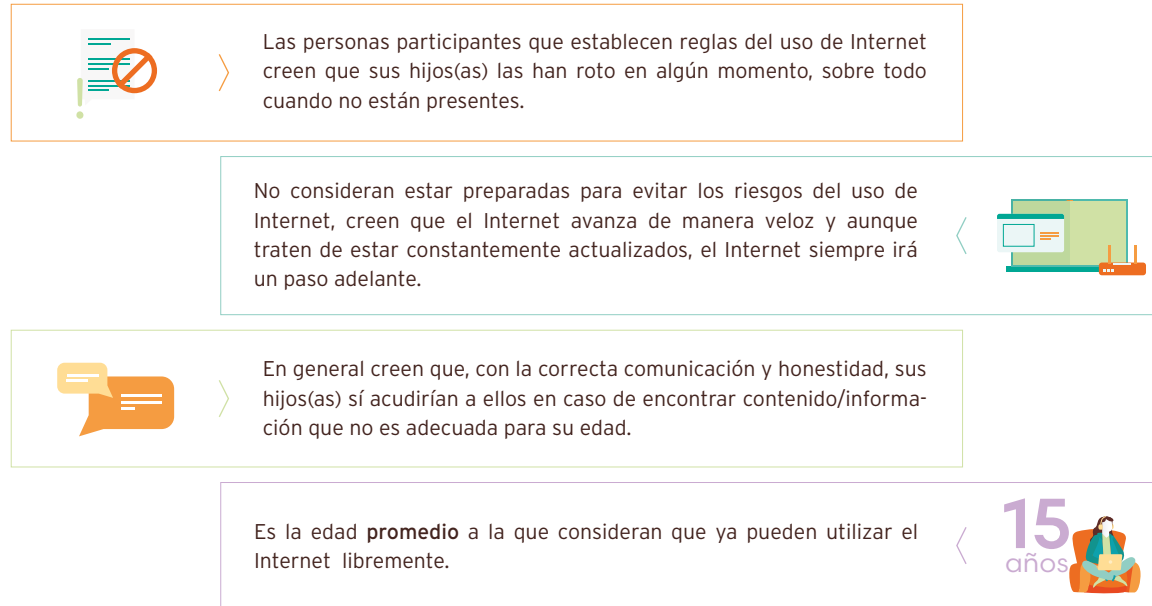 Las personas participantes que establecen reglas del uso de Internet
creen que sus hijos(as) las han roto en algún momento, sobre todo
cuando no están presentes.
No consideran estar preparadas para evitar los riesgos del uso de
Internet, creen que el Internet avanza de manera veloz y aunque
traten de estar constantemente actualizados, el Internet siempre irá
un paso adelante.
En general creen que, con la correcta comunicación y honestidad, sus
hijos(as) sí acudirían a ellos en caso de encontrar contenido/informa-
ción que no es adecuada para su edad.
Es la edad promedio a la que consideran que ya pueden utilizar el
Internet libremente.
15
años